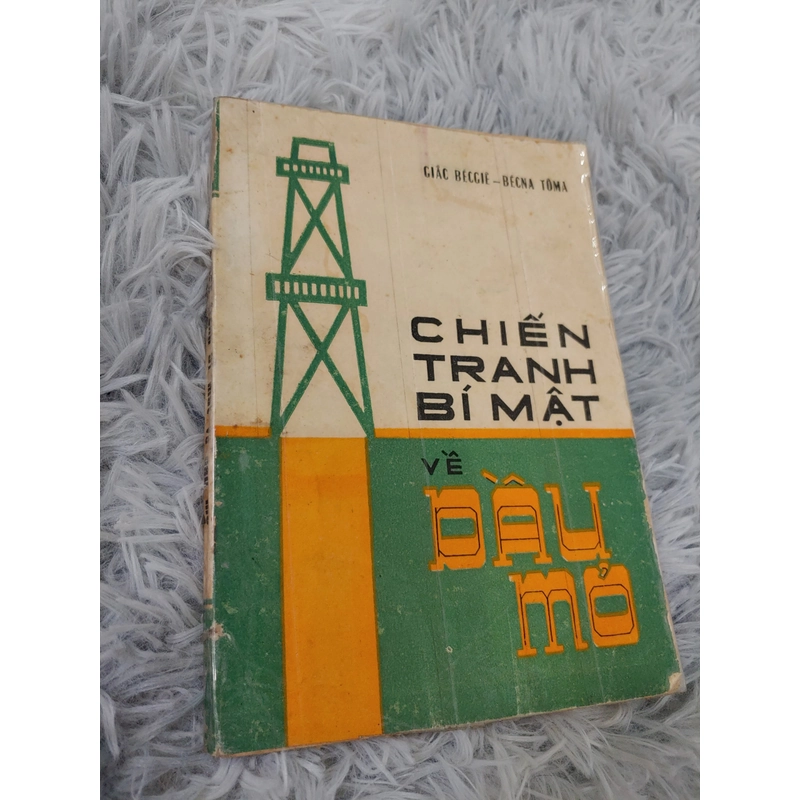 GIẮC BÉCGIÊ – BÉCNA TÔMA
CHIẾN
TRANH
BÍ MẬT
VỀ
DẦU
MỎ